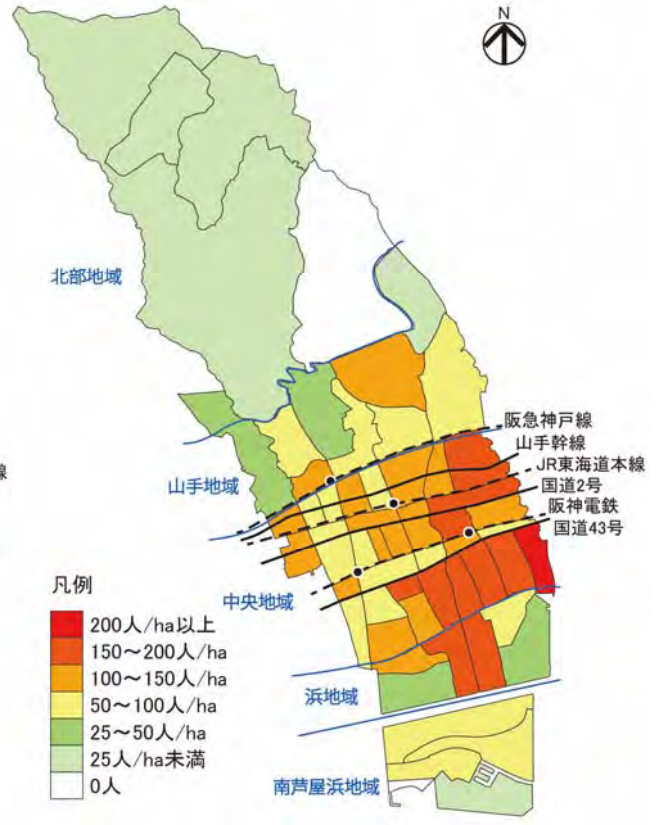 N
北部地域
阪急神戸線
山手幹線
線
JR東海道本線
国道2号
山手地域
阪神電鉄
国道43号
凡例
中央地域
200人/ha以上
150～200人/ha
100～150人/ha
50～100人/ha
浜地域
25～50人/ha
25人/ha未満
0人
南芦屋浜地域